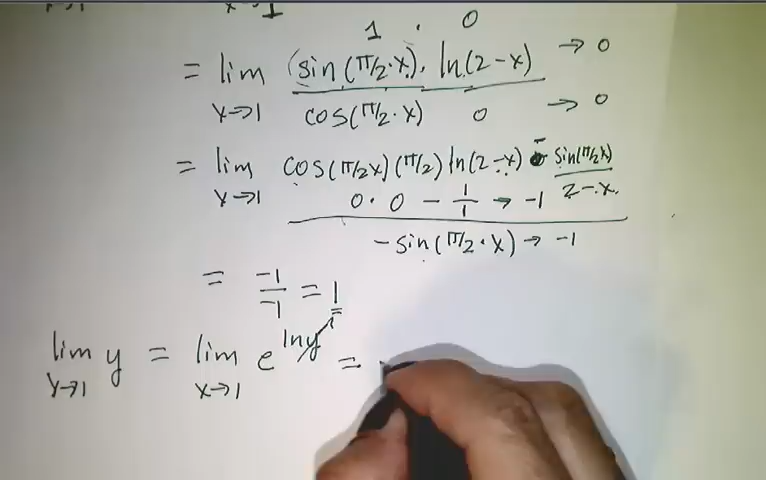 x→1
1 · 0
= lim (sin(π/2·x)· ln(2-x) → 0
x→1 cos(π/2·x) 0 → 0
= lim cos(π/2x)(π/2)ln(2-x) - sin(π/2x)
x→1 0·0 - 1/1 → -1 2-x
-sin(π/2·x) → -1
= -1/-1 = 1
lim y = lim e^lny =
x→1 x→1